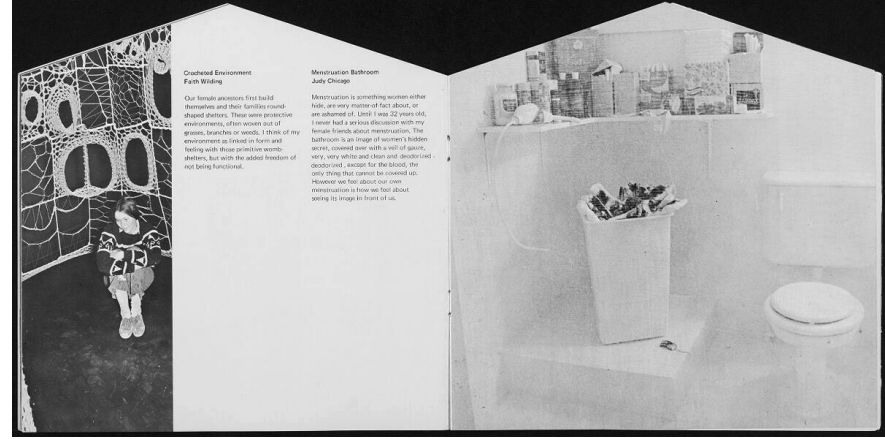 Crocheted Environment
Faith Wilding
Our female ancestors first build
themselves and their families round-
shaped shelters. These were protective
environments, often woven out of
grasses, branches or weeds. I think of my
environment as linked in form and
feeling with those primitive womb-
shelters, but with the added freedom of
not being functional.
Menstruation Bathroom
Judy Chicago
Menstruation is something women either
hide, are very matter-of-fact about, or
are ashamed of. Until I was 32 years old,
I never had a serious discussion with my
female friends about menstruation. The
bathroom is an image of women's hidden
secret, covered over with a veil of gauze,
very, very white and clean and deodorized -
deodorized, except for the blood, the
only thing that cannot be covered up.
However we feel about our own
menstruation is how we feel about
seeing its image in front of us.